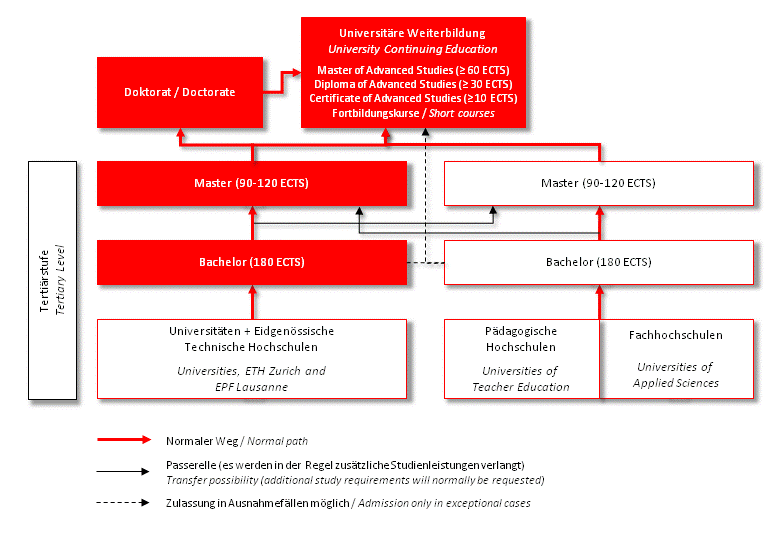 Universitäre Weiterbildung
University Continuing Education
Master of Advanced Studies (≥ 60 ECTS)
Diploma of Advanced Studies (≥ 30 ECTS)
Certificate of Advanced Studies (≥10 ECTS)
Fortbildungskurse / Short courses
Doktorat / Doctorate
Master (90-120 ECTS)
Master (90-120 ECTS)
Tertiärstufe
Tertiary Level
Bachelor (180 ECTS)
Bachelor (180 ECTS)
Universitäten + Eidgenössische
Technische Hochschulen
Universities, ETH Zurich and
EPF Lausanne
Pädagogische
Hochschulen
Universities of
Teacher Education
Fachhochschulen
Universities of
Applied Sciences
Normaler Weg / Normal path
Passerelle (es werden in der Regel zusätzliche Studienleistungen verlangt)
Transfer possibility (additional study requirements will normally be requested)
Zulassung in Ausnahmefällen möglich / Admission only in exceptional cases